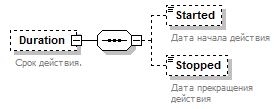 Started
Дата начала действия
Duration
Срок действия.
Stopped
Дата прекращения
действия